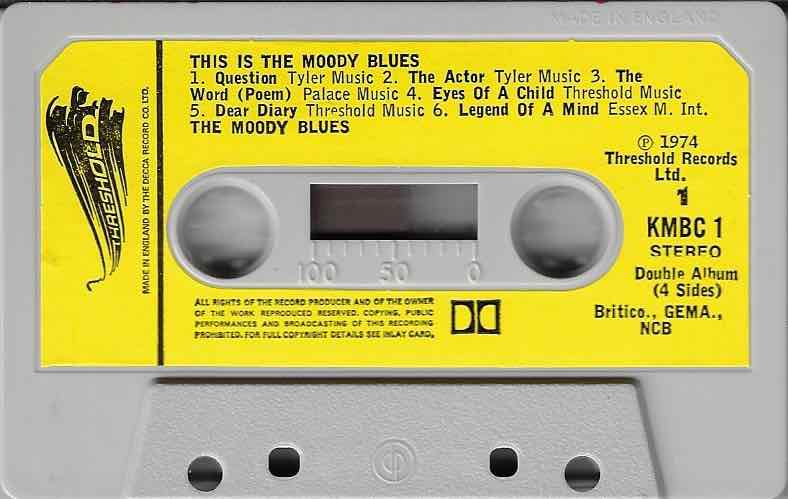 MADE IN ENGLAND
THIS IS THE MOODY BLUES
1. Question Tyler Music 2. The Actor Tyler Music 3. The
Word (Poem) Palace Music 4. Eyes Of A Child Threshold Music
5. Dear Diary Threshold Music 6. Legend Of A Mind Essex M. Int.
THE MOODY BLUES
THRESHOLD
MADE IN ENGLAND BY THE DECCA RECORD CO. LTD.
℗ 1974
Threshold Records
Ltd.
1
KMBC 1
STEREO
Double Album
(4 Sides)
Britico., GEMA.,
NCB
100 50 0
ALL RIGHTS OF THE RECORD PRODUCER AND OF THE OWNER
OF THE WORK REPRODUCED RESERVED. COPYING, PUBLIC
PERFORMANCES AND BROADCASTING OF THIS RECORDING
PROHIBITED. FOR FULL COPYRIGHT DETAILS SEE INLAY CARD.